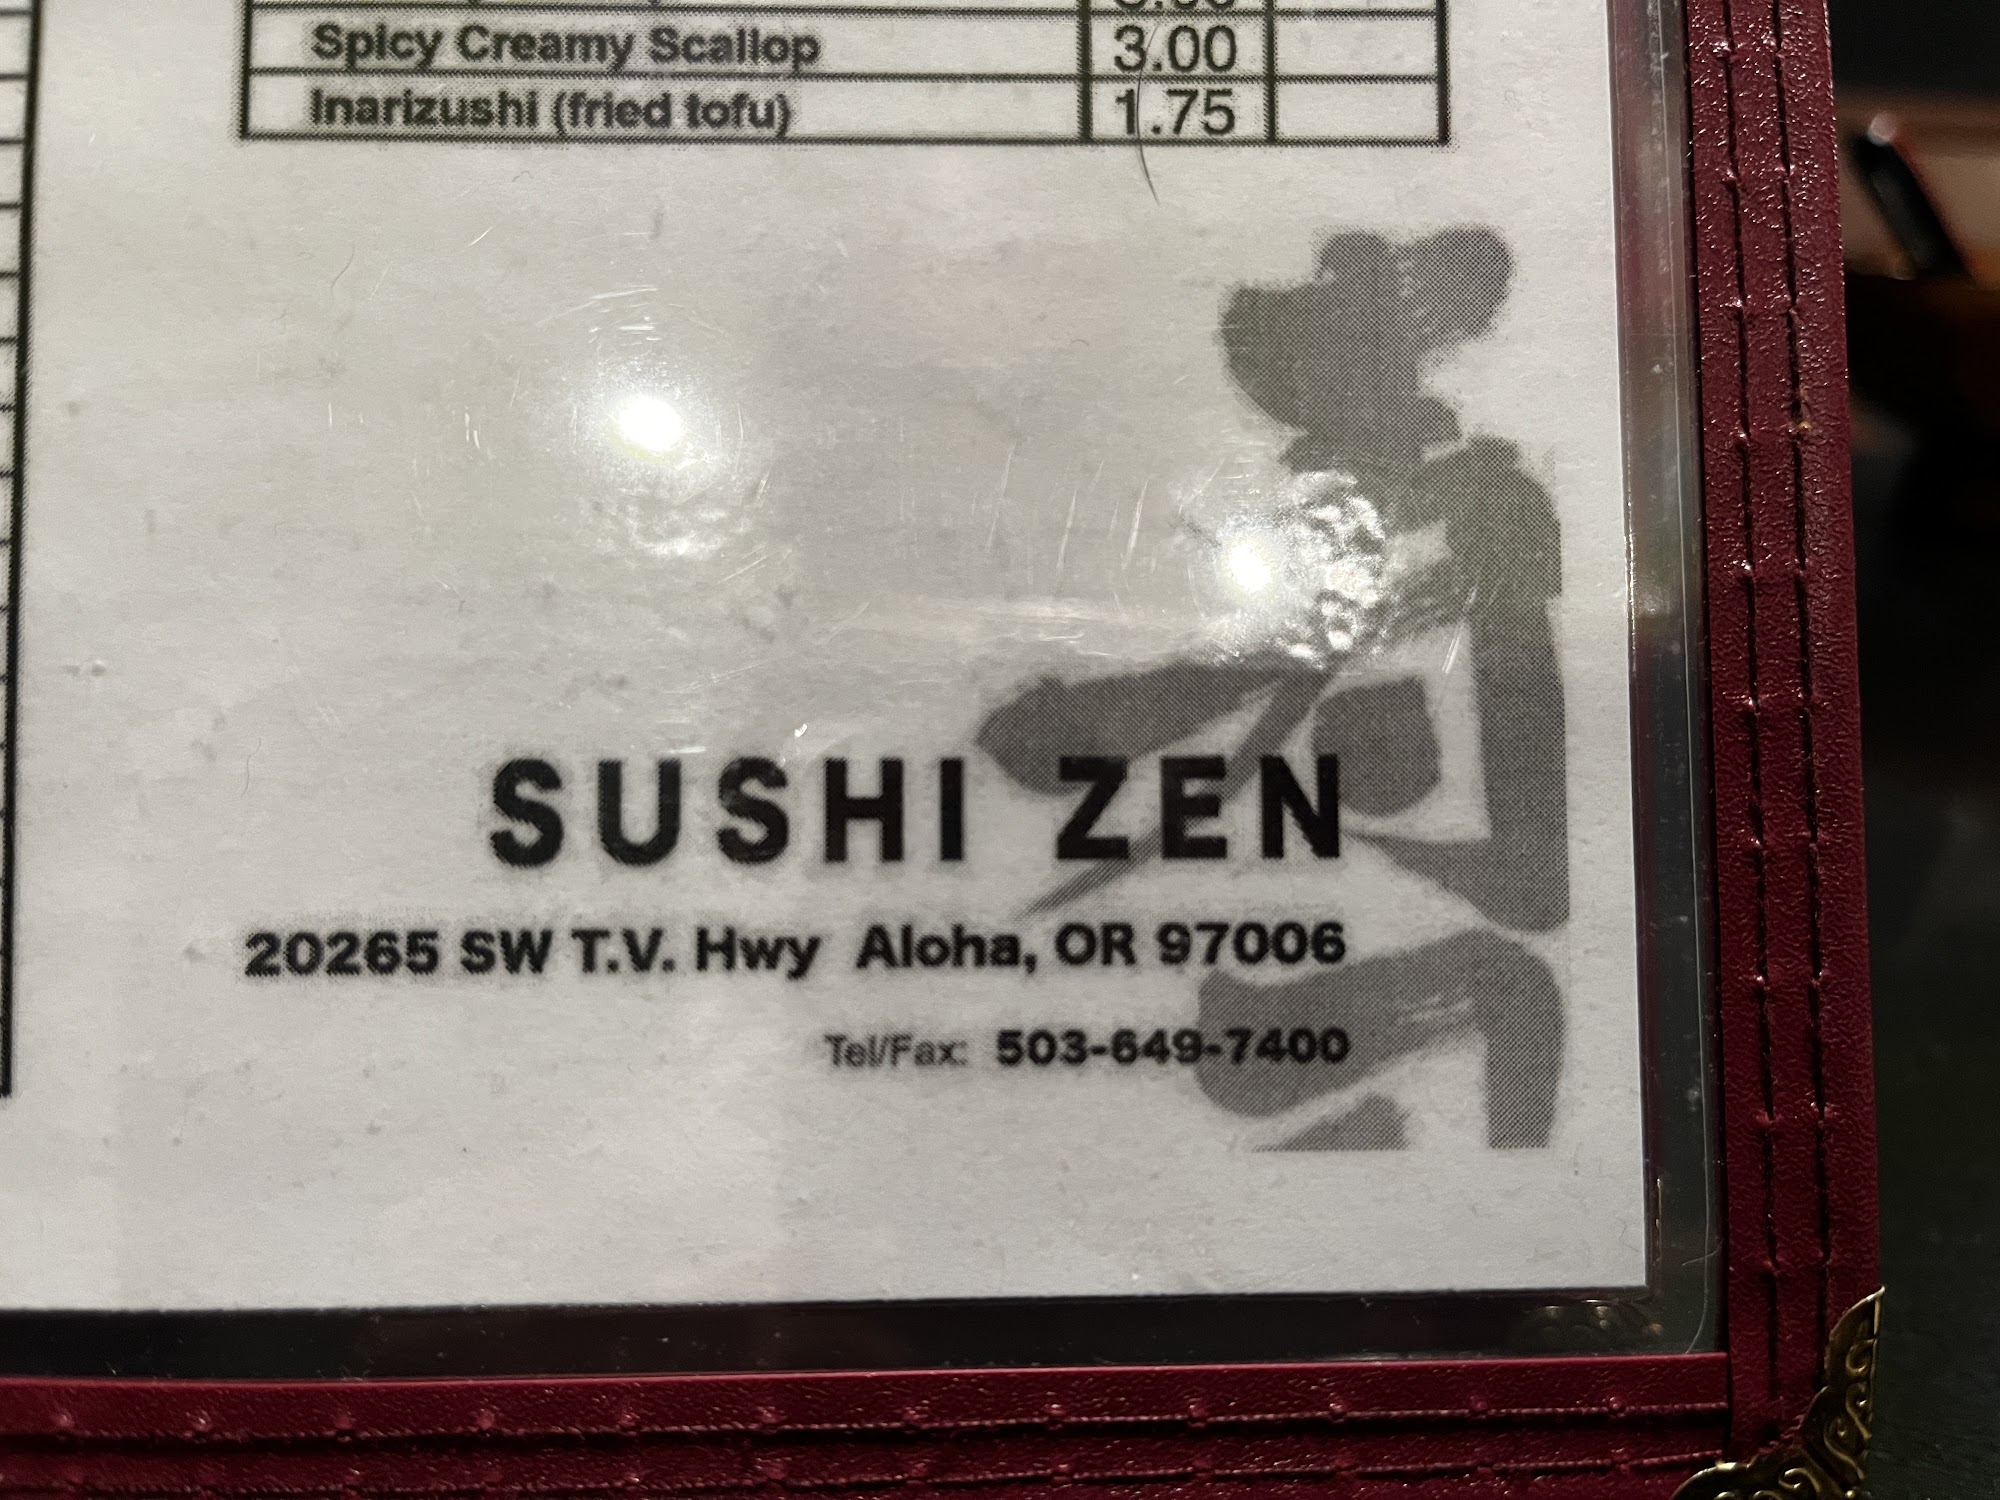 Spicy Creamy Scallop 3.00
Inarizushi (fried tofu) 1.75
SUSHI ZEN
20265 SW T.V. Hwy Aloha, OR 97006
Tel/Fax: 503-649-7400